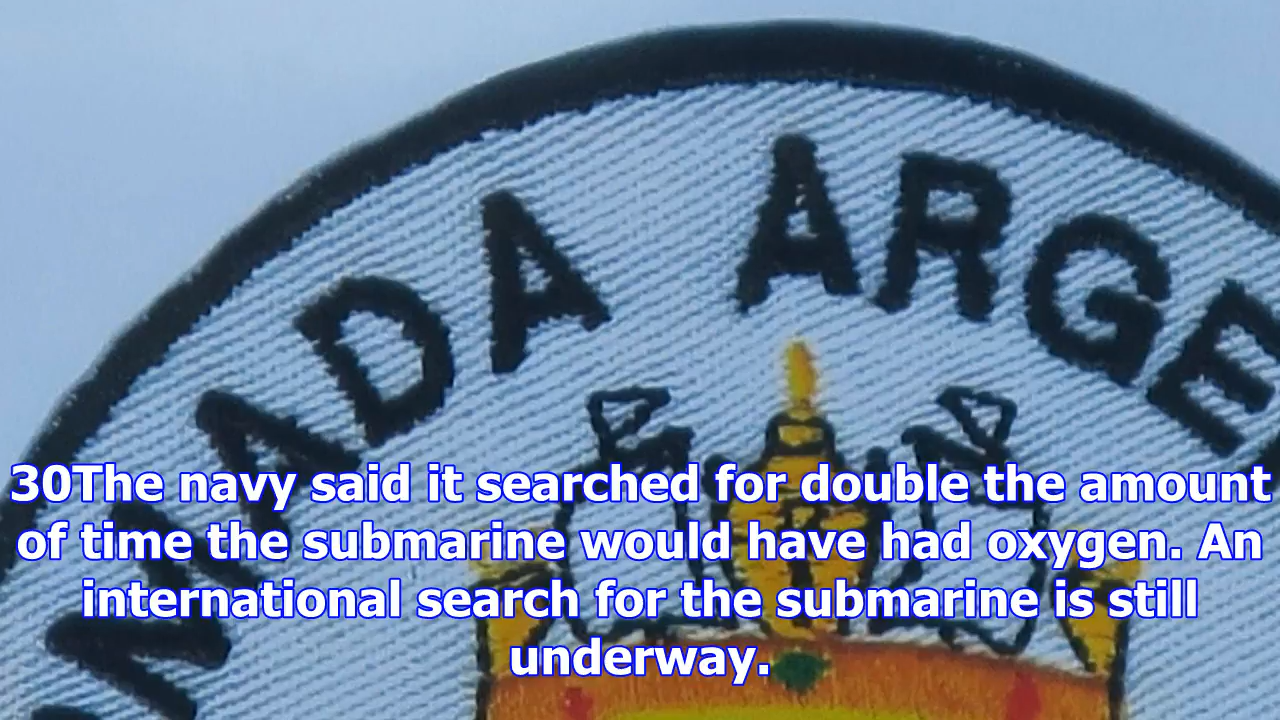 MADA ARGE
30The navy said it searched for double the amount
of time the submarine would have had oxygen. An
international search for the submarine is still
underway.